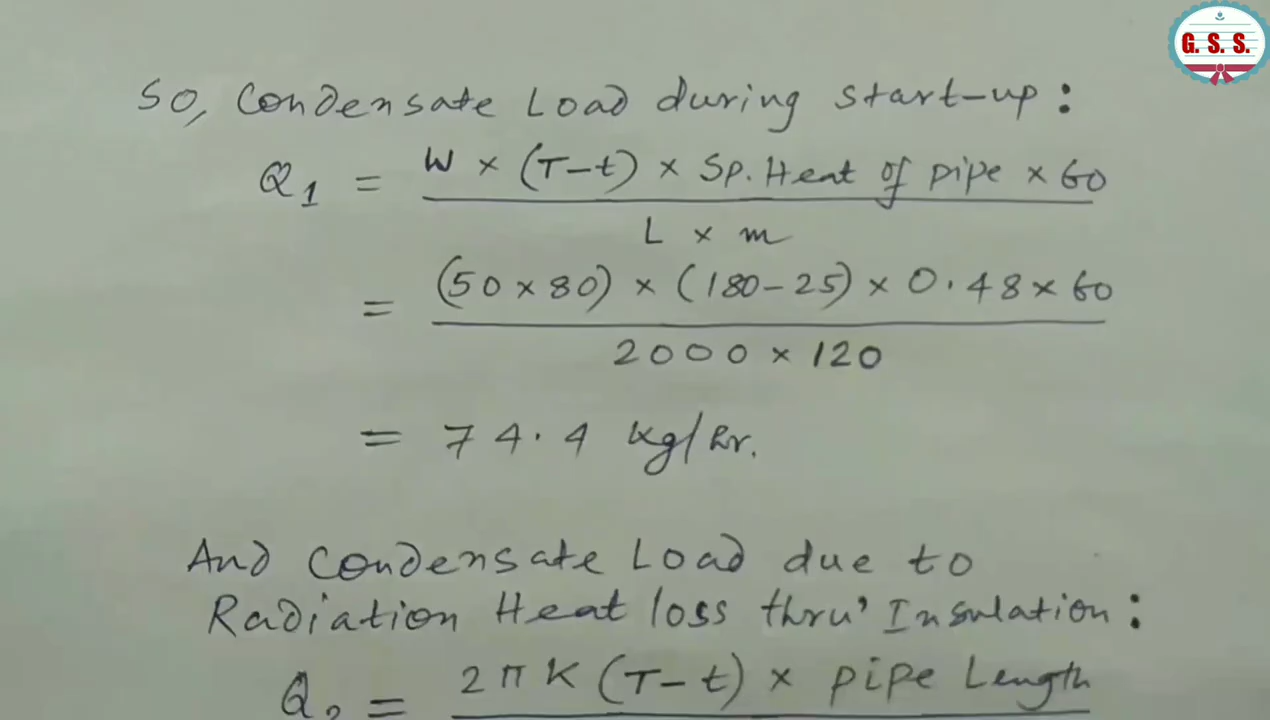 G. S. S.
So, Condensate Load during start-up:
Q1 = W × (T-t) × Sp. Heat of pipe × 60
L × m
= (50 × 80) × (180-25) × 0.48 × 60
2000 × 120
= 74.4 kg/hr.
And Condensate Load due to
Radiation Heat loss thru' Insulation:
Q2 = 2πK (T-t) × pipe Length